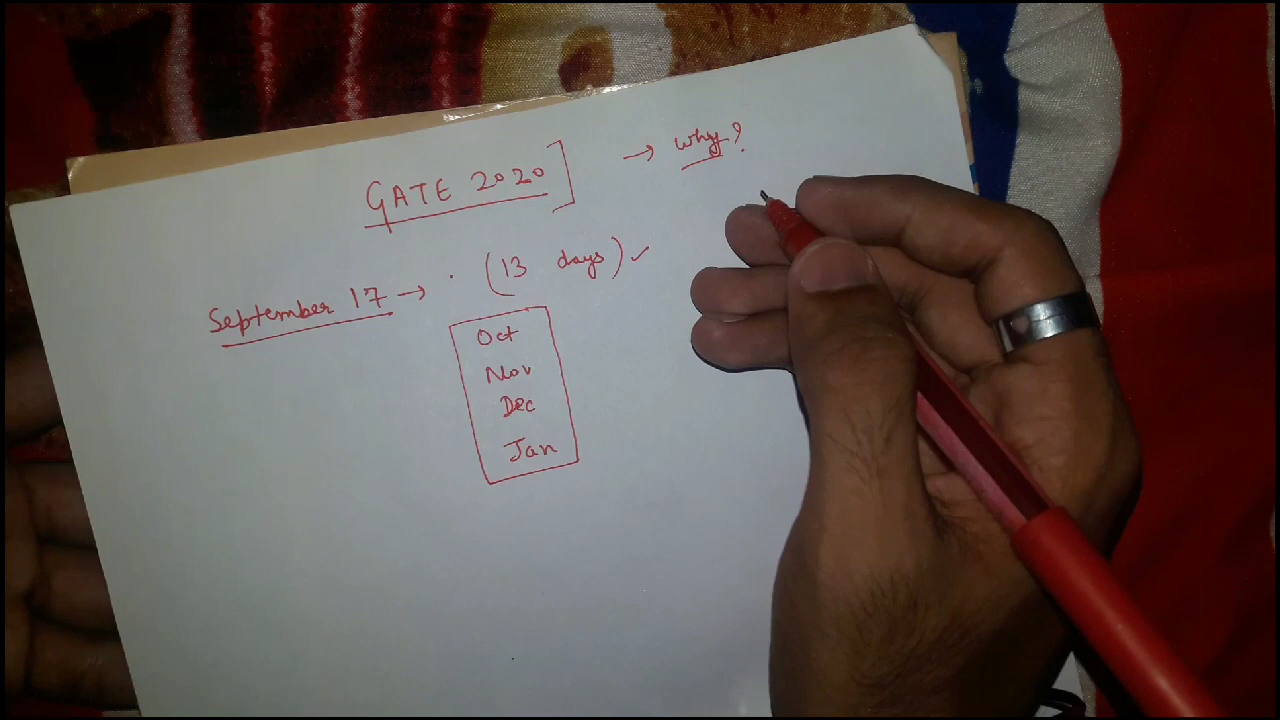 GATE 2020] → why?
September 17 → . (13 days) ✓
Oct
Nov
Dec
Jan